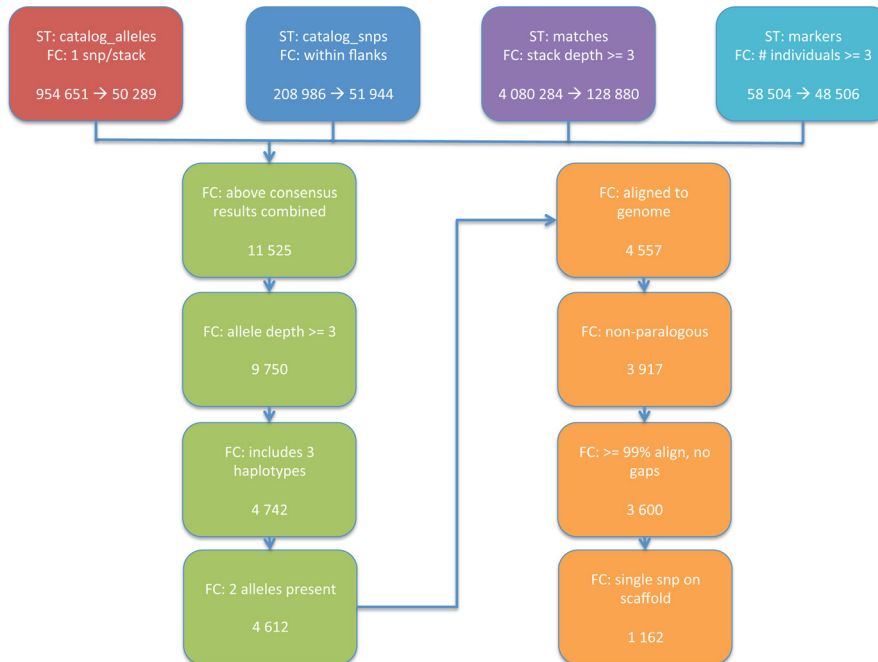 ST: catalog_alleles
FC: 1 snp/stack
954 651 → 50 289
ST: catalog_snps
FC: within flanks
208 986 → 51 944
ST: matches
FC: stack depth >= 3
4 080 284 → 128 880
ST: markers
FC: # individuals >= 3
58 504 → 48 506
FC: above consensus
results combined
11 525
FC: allele depth >= 3
9 750
FC: includes 3
haplotypes
4 742
FC: 2 alleles present
4 612
FC: aligned to
genome
4 557
FC: non-paralogous
3 917
FC: >= 99% align, no
gaps
3 600
FC: single snp on
scaffold
1 162